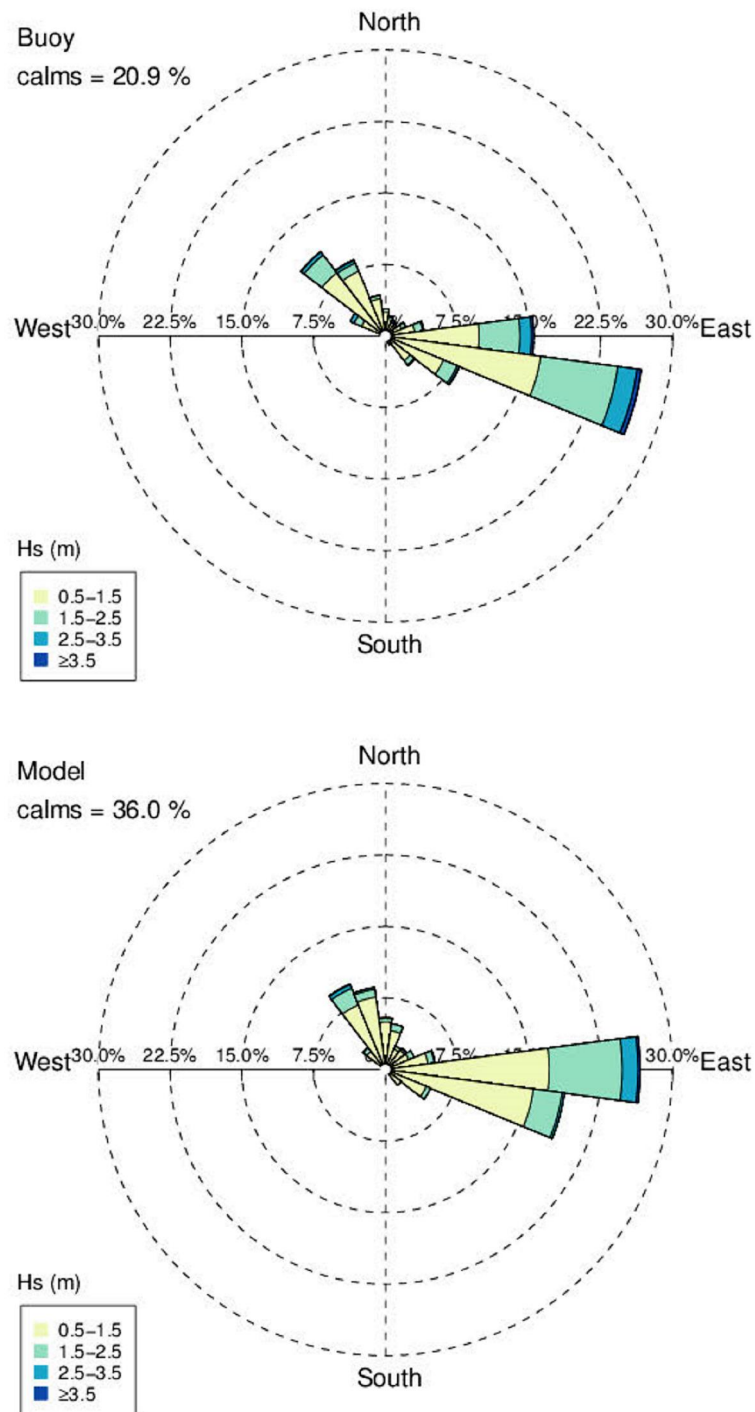 North
Buoy
calms = 20.9 %
West 30.0% 22.5% 15.0% 7.5% 7.5% 22.5% 30.0% East
Hs (m)
0.5–1.5
1.5–2.5
2.5–3.5
≥3.5
South
North
Model
calms = 36.0 %
West 30.0% 22.5% 15.0% 7.5% 30.0% East
Hs (m)
0.5–1.5
1.5–2.5
2.5–3.5
≥3.5
South